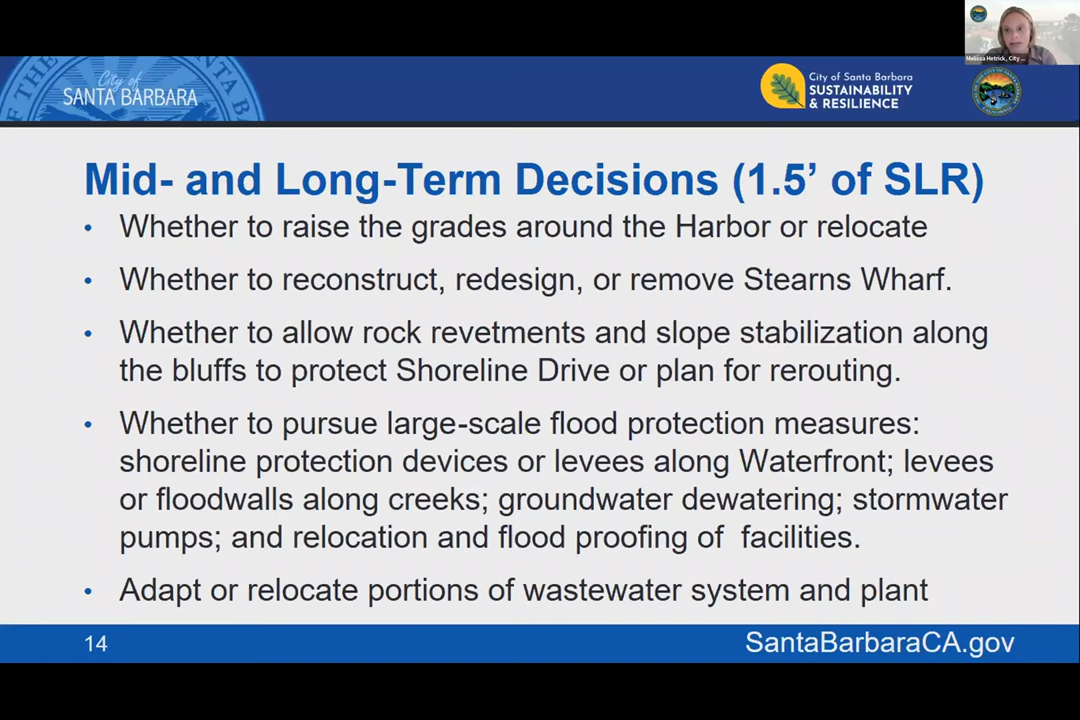 Melissa Hetrick, City ...
City of
SANTA BARBARA
City of Santa Barbara
SUSTAINABILITY
& RESILIENCE
Mid- and Long-Term Decisions (1.5’ of SLR)
• Whether to raise the grades around the Harbor or relocate
• Whether to reconstruct, redesign, or remove Stearns Wharf.
• Whether to allow rock revetments and slope stabilization along
the bluffs to protect Shoreline Drive or plan for rerouting.
• Whether to pursue large-scale flood protection measures:
shoreline protection devices or levees along Waterfront; levees
or floodwalls along creeks; groundwater dewatering; stormwater
pumps; and relocation and flood proofing of facilities.
• Adapt or relocate portions of wastewater system and plant
14
SantaBarbaraCA.gov